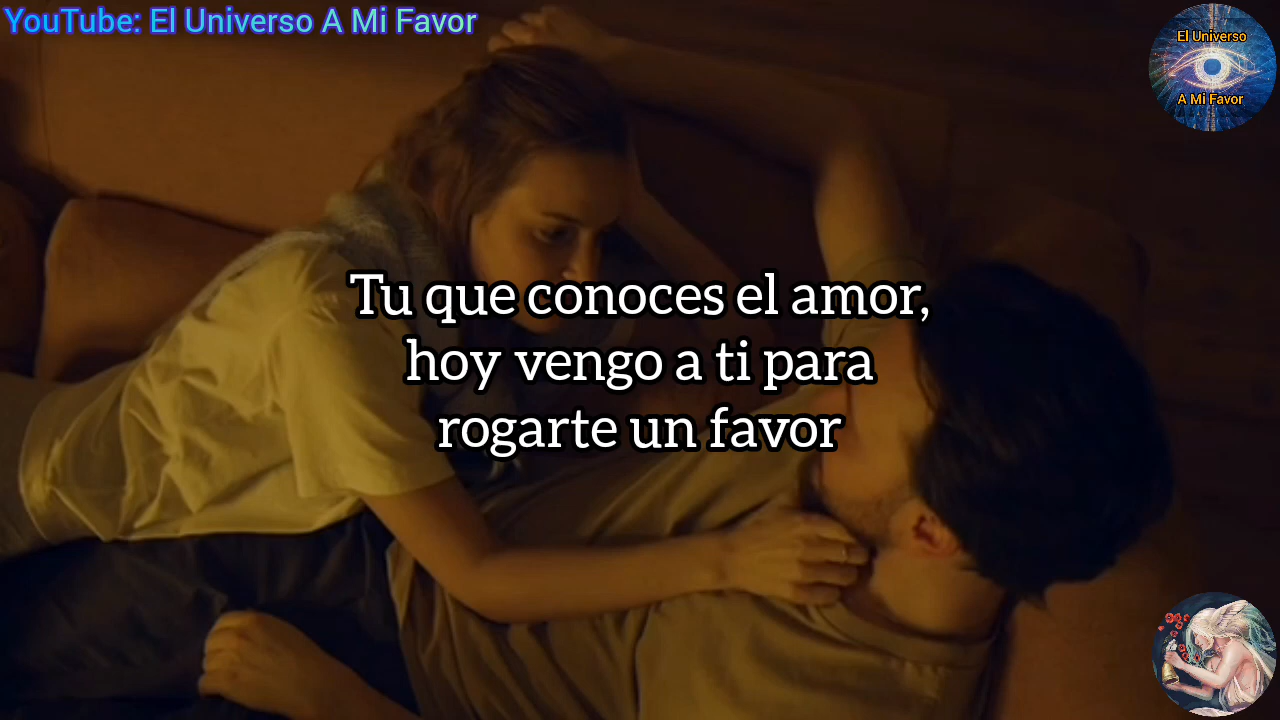 YouTube: El Universo A Mi Favor
El Universo
A Mi Favor
Tu que conoces el amor,
hoy vengo a ti para
rogarte un favor